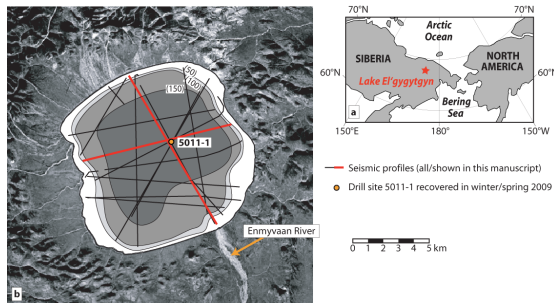 70°N
70°N
Arctic
Ocean
SIBERIA
NORTH
AMERICA
60°N
60°N
Lake El'gygytgyn
Bering
Sea
a
150°E
180°
150°W
(50)
(100)
(150)
5011-1
Enmyvaan River
b
Seismic profiles (all/shown in this manuscript)
Drill site 5011-1 recovered in winter/spring 2009
0 1 2 3 4 5 km